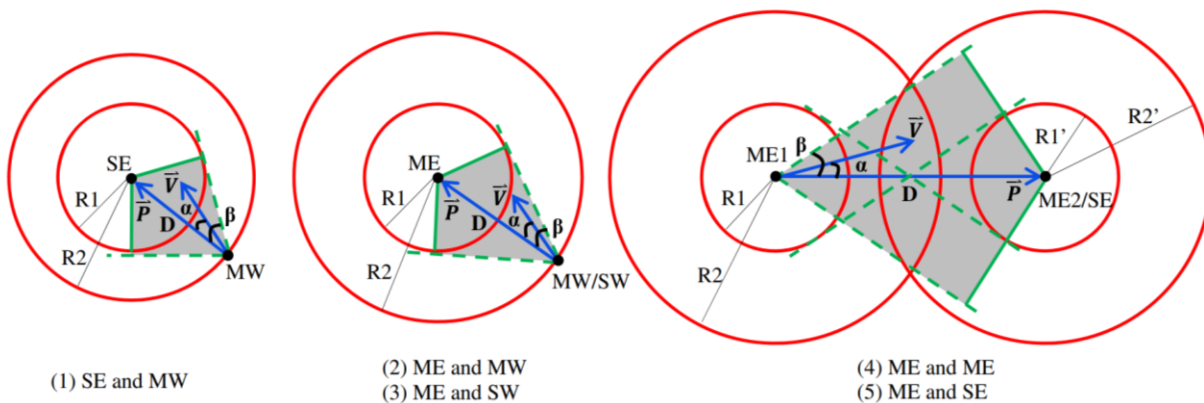 SE
R1
R2
P
V
D
α
β
MW
(1) SE and MW
ME
R1
R2
P
V
D
α
β
MW/SW
(2) ME and MW
(3) ME and SW
ME1
R1
R2
β
V
α
D
P
R1'
R2'
ME2/SE
(4) ME and ME
(5) ME and SE